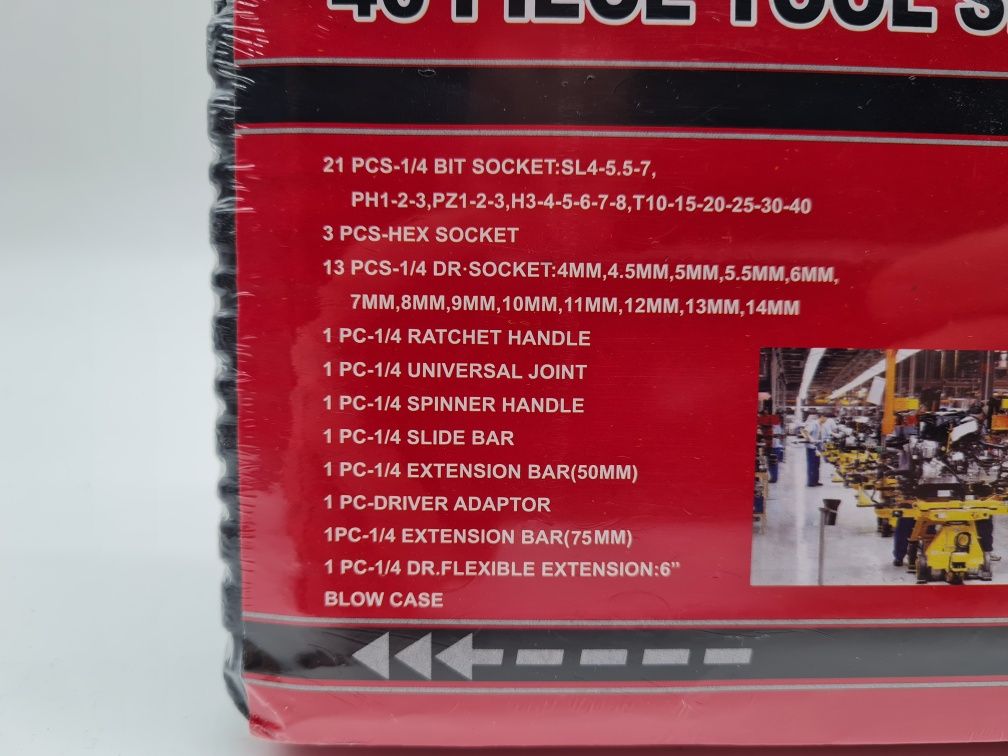 PIECE TOOL
21 PCS-1/4 BIT SOCKET:SL4-5.5-7,
PH1-2-3,PZ1-2-3,H3-4-5-6-7-8,T10-15-20-25-30-40
3 PCS-HEX SOCKET
13 PCS-1/4 DR·SOCKET:4MM,4.5MM,5MM,5.5MM,6MM,
7MM,8MM,9MM,10MM,11MM,12MM,13MM,14MM
1 PC-1/4 RATCHET HANDLE
1 PC-1/4 UNIVERSAL JOINT
1 PC-1/4 SPINNER HANDLE
1 PC-1/4 SLIDE BAR
1 PC-1/4 EXTENSION BAR(50MM)
1 PC-DRIVER ADAPTOR
1PC-1/4 EXTENSION BAR(75MM)
1 PC-1/4 DR.FLEXIBLE EXTENSION:6”
BLOW CASE